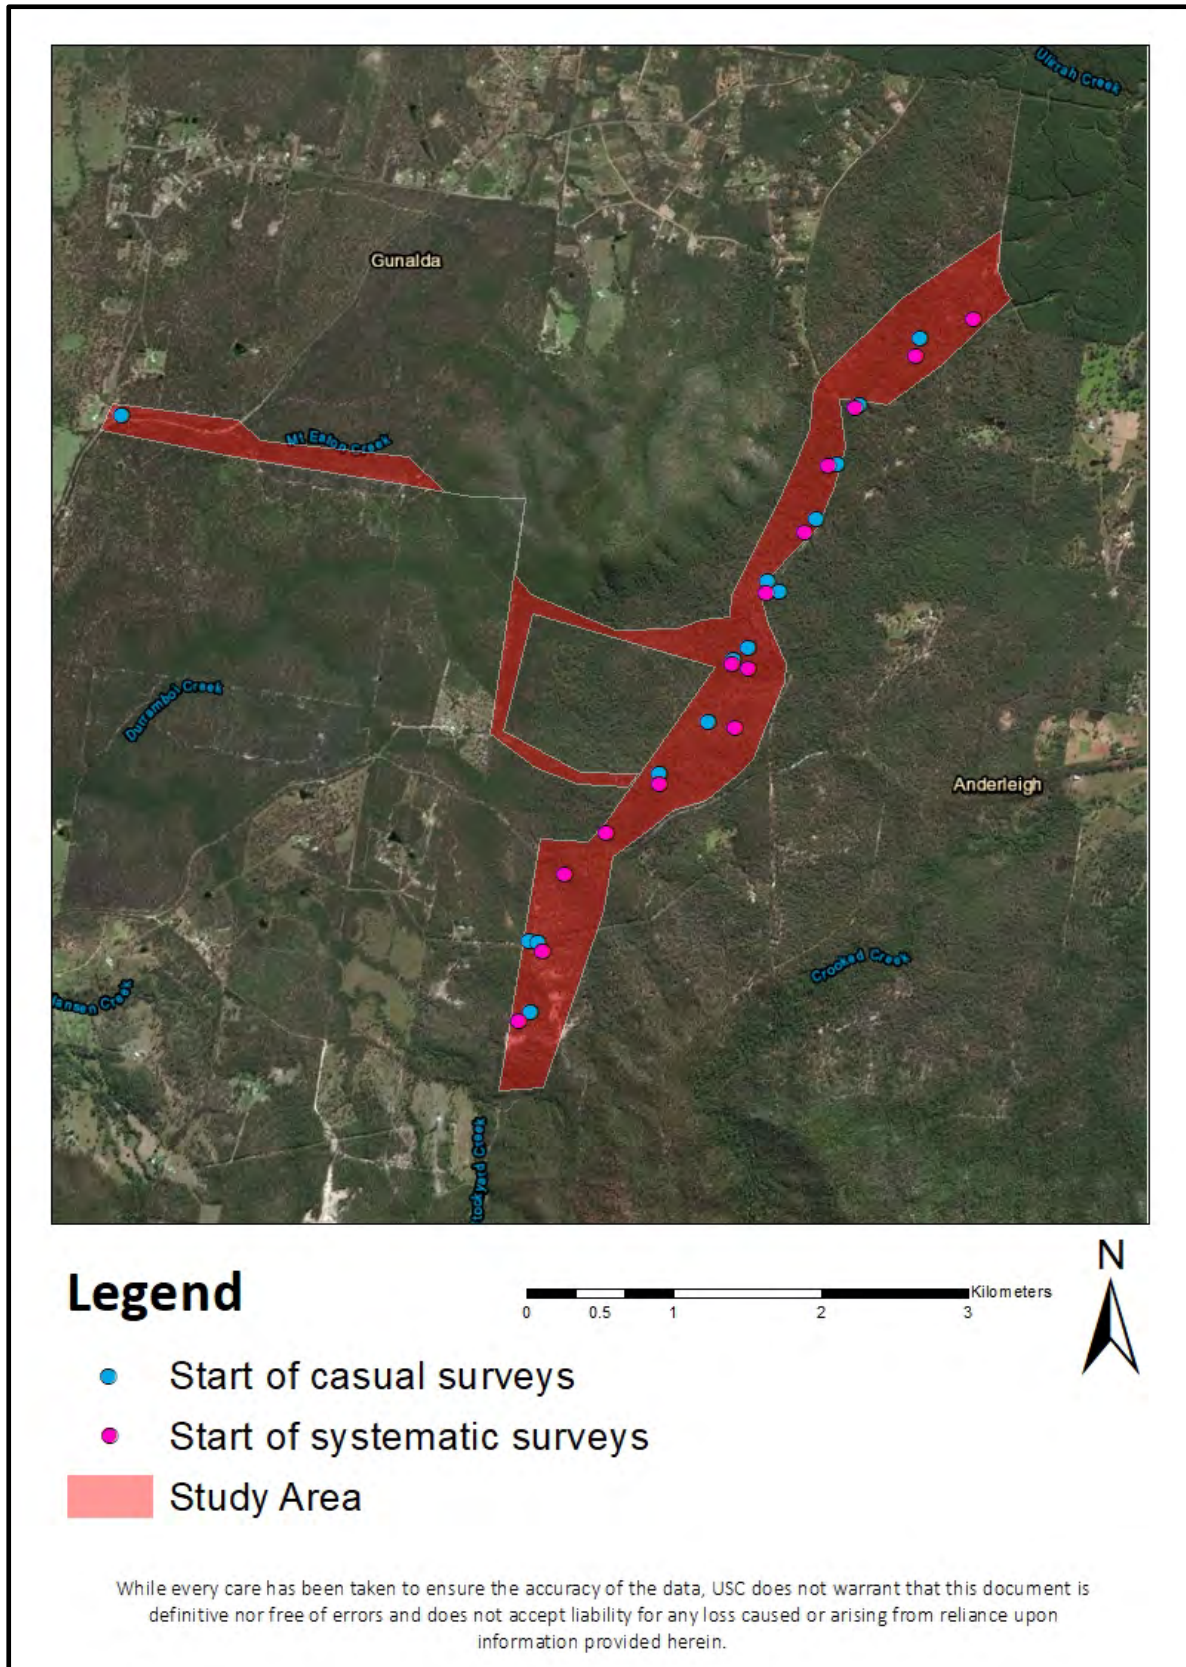 Ulirrah Creek
Gunalda
Mt Eaton Creek
Durramboi Creek
Anderleigh
Crooked Creek
Hansen Creek
tockyard Creek
N
Legend
Kilometers
0 0.5 1 2 3
Start of casual surveys
Start of systematic surveys
Study Area
While every care has been taken to ensure the accuracy of the data, USC does not warrant that this document is
definitive nor free of errors and does not accept liability for any loss caused or arising from reliance upon
information provided herein.